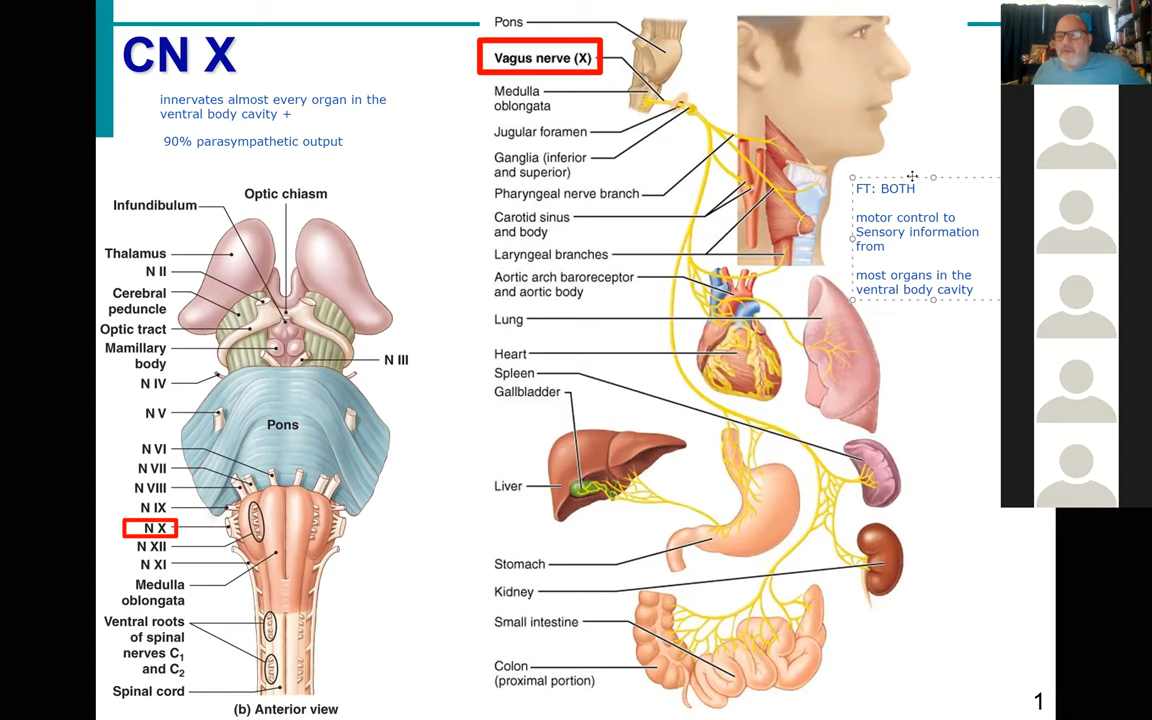 CN X
innervates almost every organ in the
ventral body cavity +
90% parasympathetic output
Optic chiasm
Infundibulum
Thalamus
N II
Cerebral
peduncle
Optic tract
Mamillary
body
N III
N IV
N V
Pons
N VI
N VII
N VIII
N IX
N X
N XII
N XI
Medulla
oblongata
Ventral roots
of spinal
nerves C1
and C2
Spinal cord
(b) Anterior view
Pons
Vagus nerve (X)
Medulla
oblongata
Jugular foramen
Ganglia (inferior
and superior)
Pharyngeal nerve branch
Carotid sinus
and body
Laryngeal branches
Aortic arch baroreceptor
and aortic body
Lung
Heart
Spleen
Gallbladder
Liver
Stomach
Kidney
Small intestine
Colon
(proximal portion)
FT: BOTH
motor control to
Sensory information
from
most organs in the
ventral body cavity
1